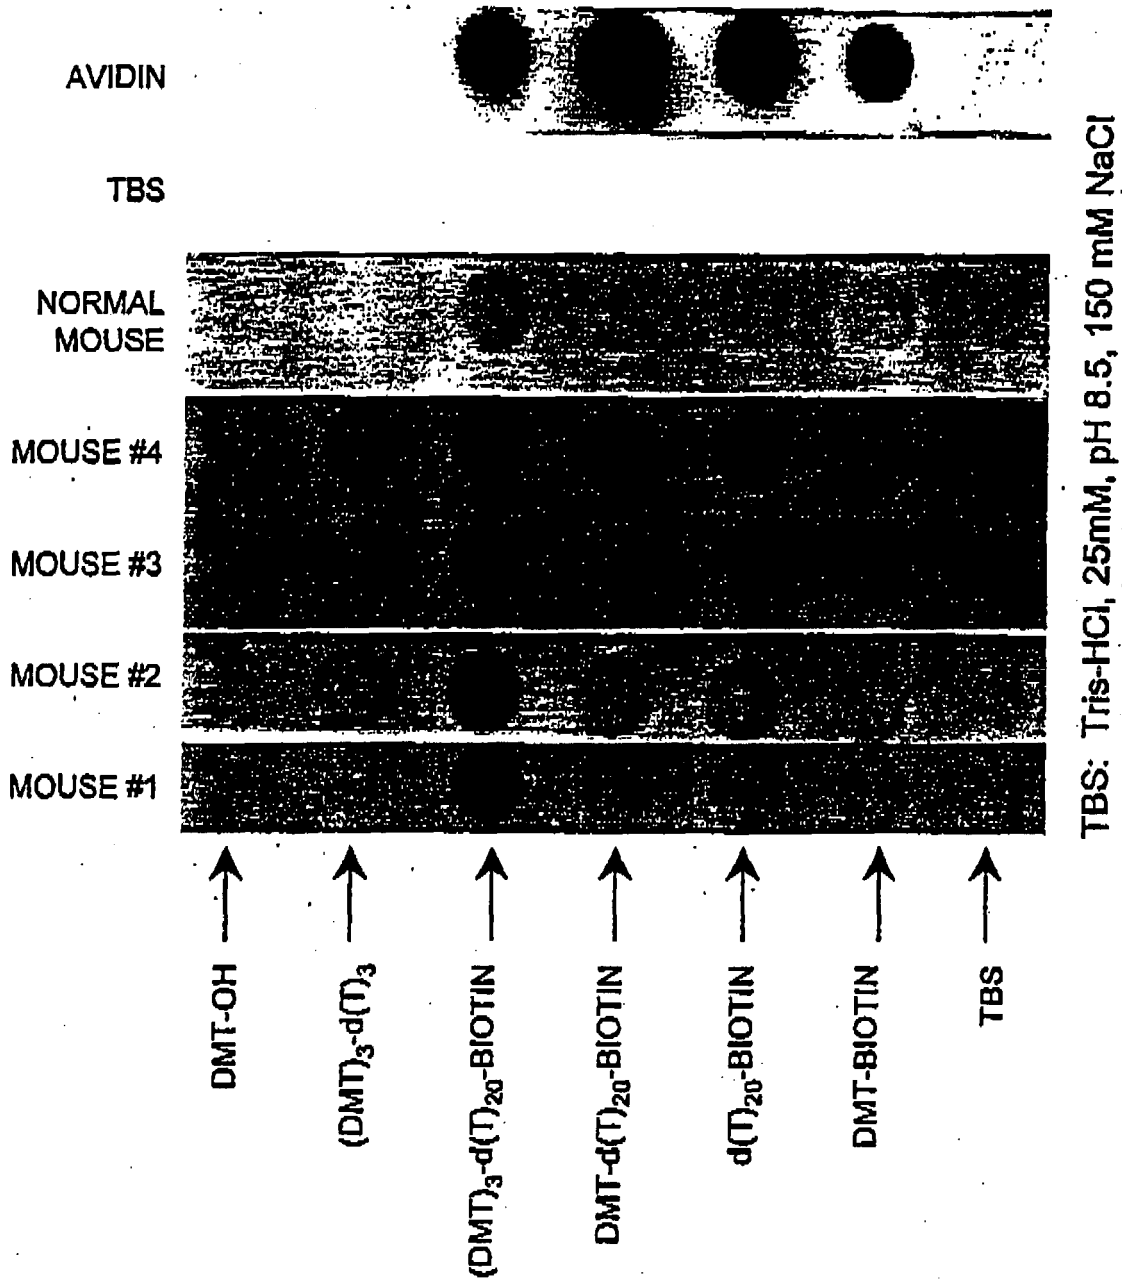 AVIDIN
TBS
NORMAL
MOUSE
MOUSE #4
MOUSE #3
MOUSE #2
MOUSE #1
DMT-OH
(DMT)₃-d(T)₃
(DMT)₃-d(T)₂₀-BIOTIN
DMT-d(T)₂₀-BIOTIN
d(T)₂₀-BIOTIN
DMT-BIOTIN
TBS
TBS: Tris-HCl, 25mM, pH 8.5, 150 mM NaCl